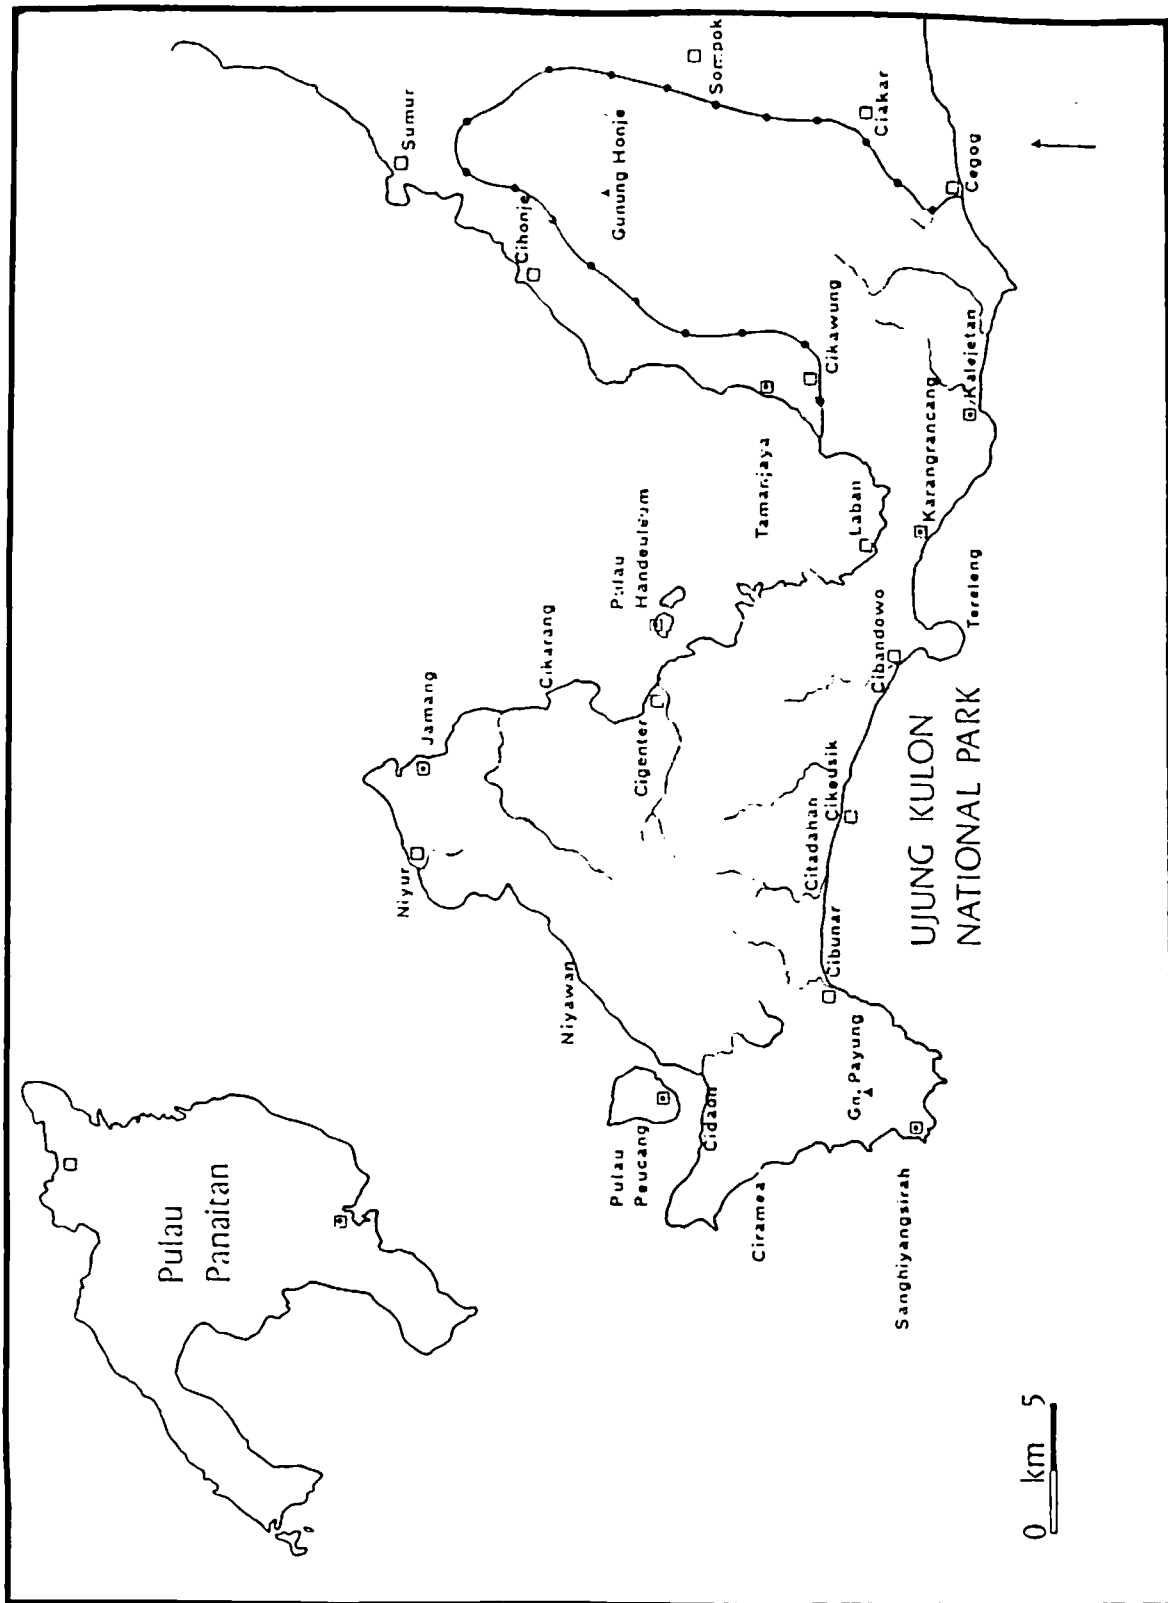 Pulau
Panaitan
Sumur
Cihonje
Gunung Honje
Sompok
Ciakar
Cegog
Cikawung
Tamanjaya
Laban
Karangrancang
Kalejetan
Pulau
Handeuleum
Cikarang
Jamang
Cigenter
Niyur
Niyawan
Cibandowo
Tereleng
Cikeusik
Citadahan
Cibunar
Pulau
Peucang
Cidaon
Gn. Payung
Ciramea
Sanghiyangsirah
UJUNG KULON
NATIONAL PARK
0 km 5